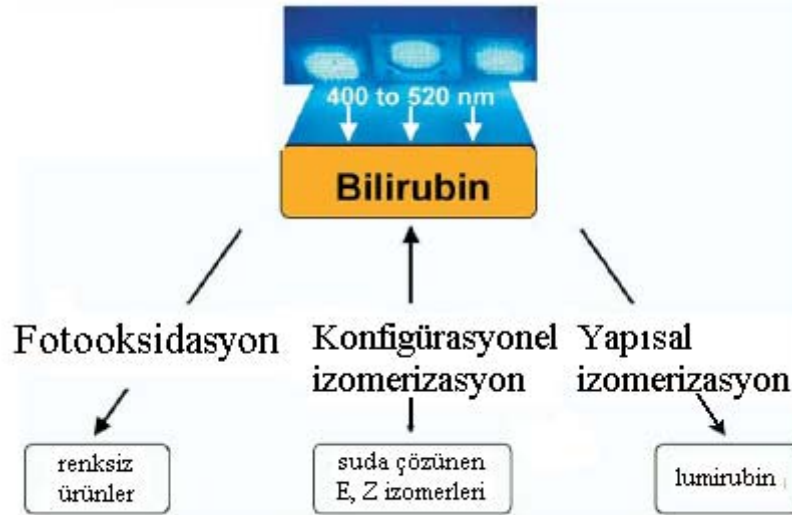 400 to 520 nm
Bilirubin
Fotooksidasyon
Konfigürasyonel
izomerizasyon
Yapısal
izomerizasyon
renksiz
ürünler
suda çözünen
E, Z izomerleri
lumirubin